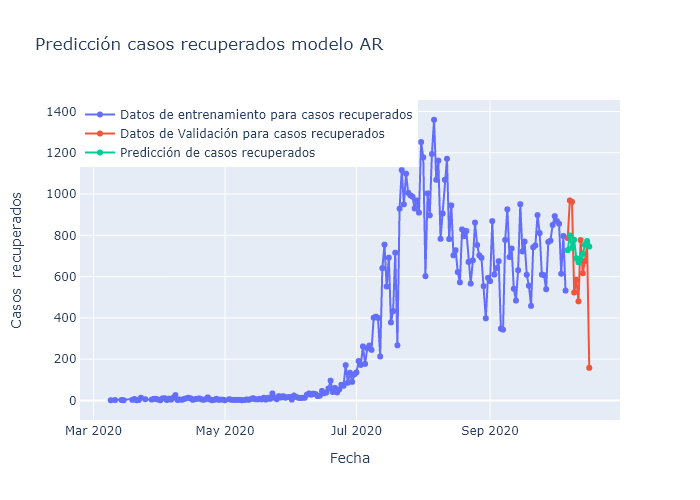 Predicción casos recuperados modelo AR
Datos de entrenamiento para casos recuperados
Datos de Validación para casos recuperados
Predicción de casos recuperados
1400
1200
1000
800
600
400
200
0
Casos recuperados
Mar 2020
May 2020
Jul 2020
Sep 2020
Fecha